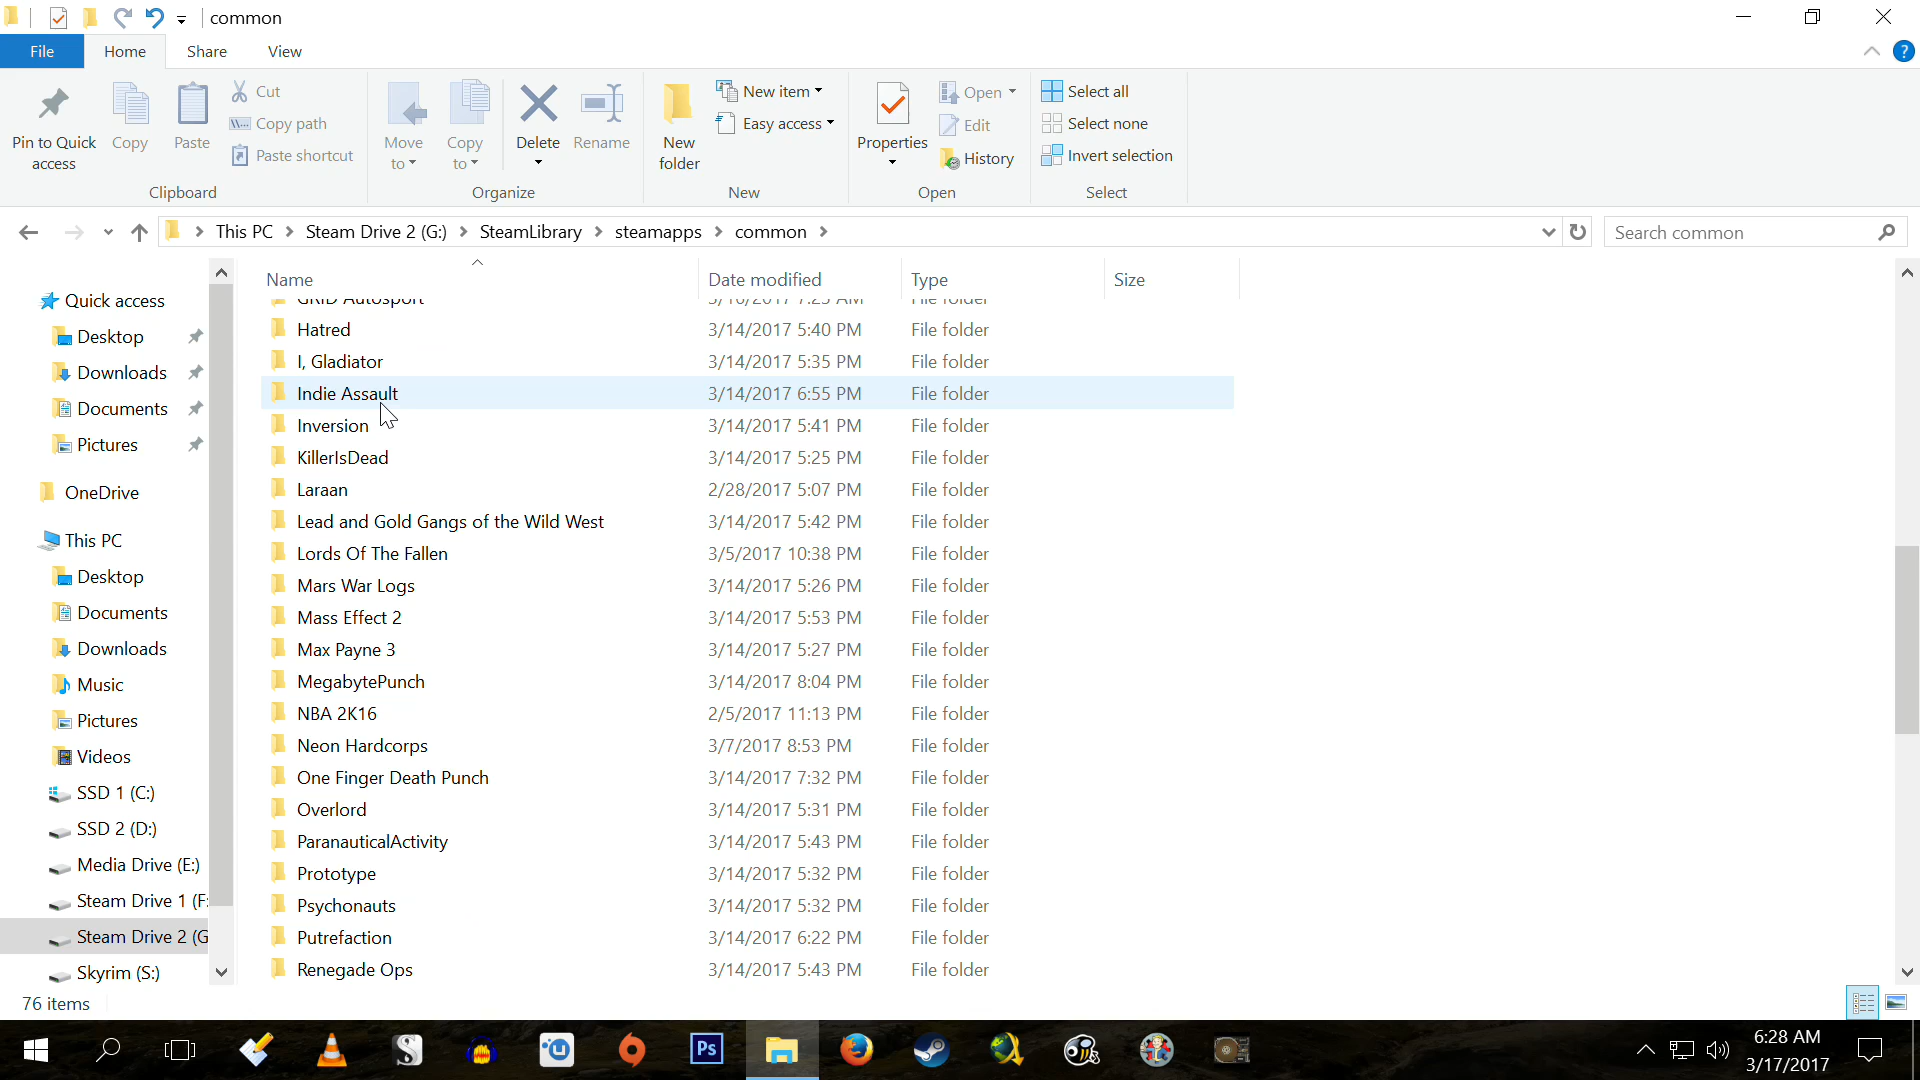 common
File Home Share View
Pin to Quick access
Copy
Paste
Cut
Copy path
Paste shortcut
Clipboard
Move to
Copy to
Delete
Rename
Organize
New folder
New item
Easy access
New
Properties
Open
Edit
History
Open
Select all
Select none
Invert selection
Select
This PC Steam Drive 2 (G:) SteamLibrary steamapps common
Search common
Quick access
Desktop
Downloads
Documents
Pictures
OneDrive
This PC
Desktop
Documents
Downloads
Music
Pictures
Videos
SSD 1 (C:)
SSD 2 (D:)
Media Drive (E:)
Steam Drive 1 (F:
Steam Drive 2 (G
Skyrim (S:)
Name Date modified Type Size
GRID Autosport 3/16/2017 7:25 AM File folder
Hatred 3/14/2017 5:40 PM File folder
I, Gladiator 3/14/2017 5:35 PM File folder
Indie Assault 3/14/2017 6:55 PM File folder
Inversion 3/14/2017 5:41 PM File folder
KillerIsDead 3/14/2017 5:25 PM File folder
Laraan 2/28/2017 5:07 PM File folder
Lead and Gold Gangs of the Wild West 3/14/2017 5:42 PM File folder
Lords Of The Fallen 3/5/2017 10:38 PM File folder
Mars War Logs 3/14/2017 5:26 PM File folder
Mass Effect 2 3/14/2017 5:53 PM File folder
Max Payne 3 3/14/2017 5:27 PM File folder
MegabytePunch 3/14/2017 8:04 PM File folder
NBA 2K16 2/5/2017 11:13 PM File folder
Neon Hardcorps 3/7/2017 8:53 PM File folder
One Finger Death Punch 3/14/2017 7:32 PM File folder
Overlord 3/14/2017 5:31 PM File folder
ParanauticalActivity 3/14/2017 5:43 PM File folder
Prototype 3/14/2017 5:32 PM File folder
Psychonauts 3/14/2017 5:32 PM File folder
Putrefaction 3/14/2017 6:22 PM File folder
Renegade Ops 3/14/2017 5:43 PM File folder
76 items
Ps
6:28 AM
3/17/2017